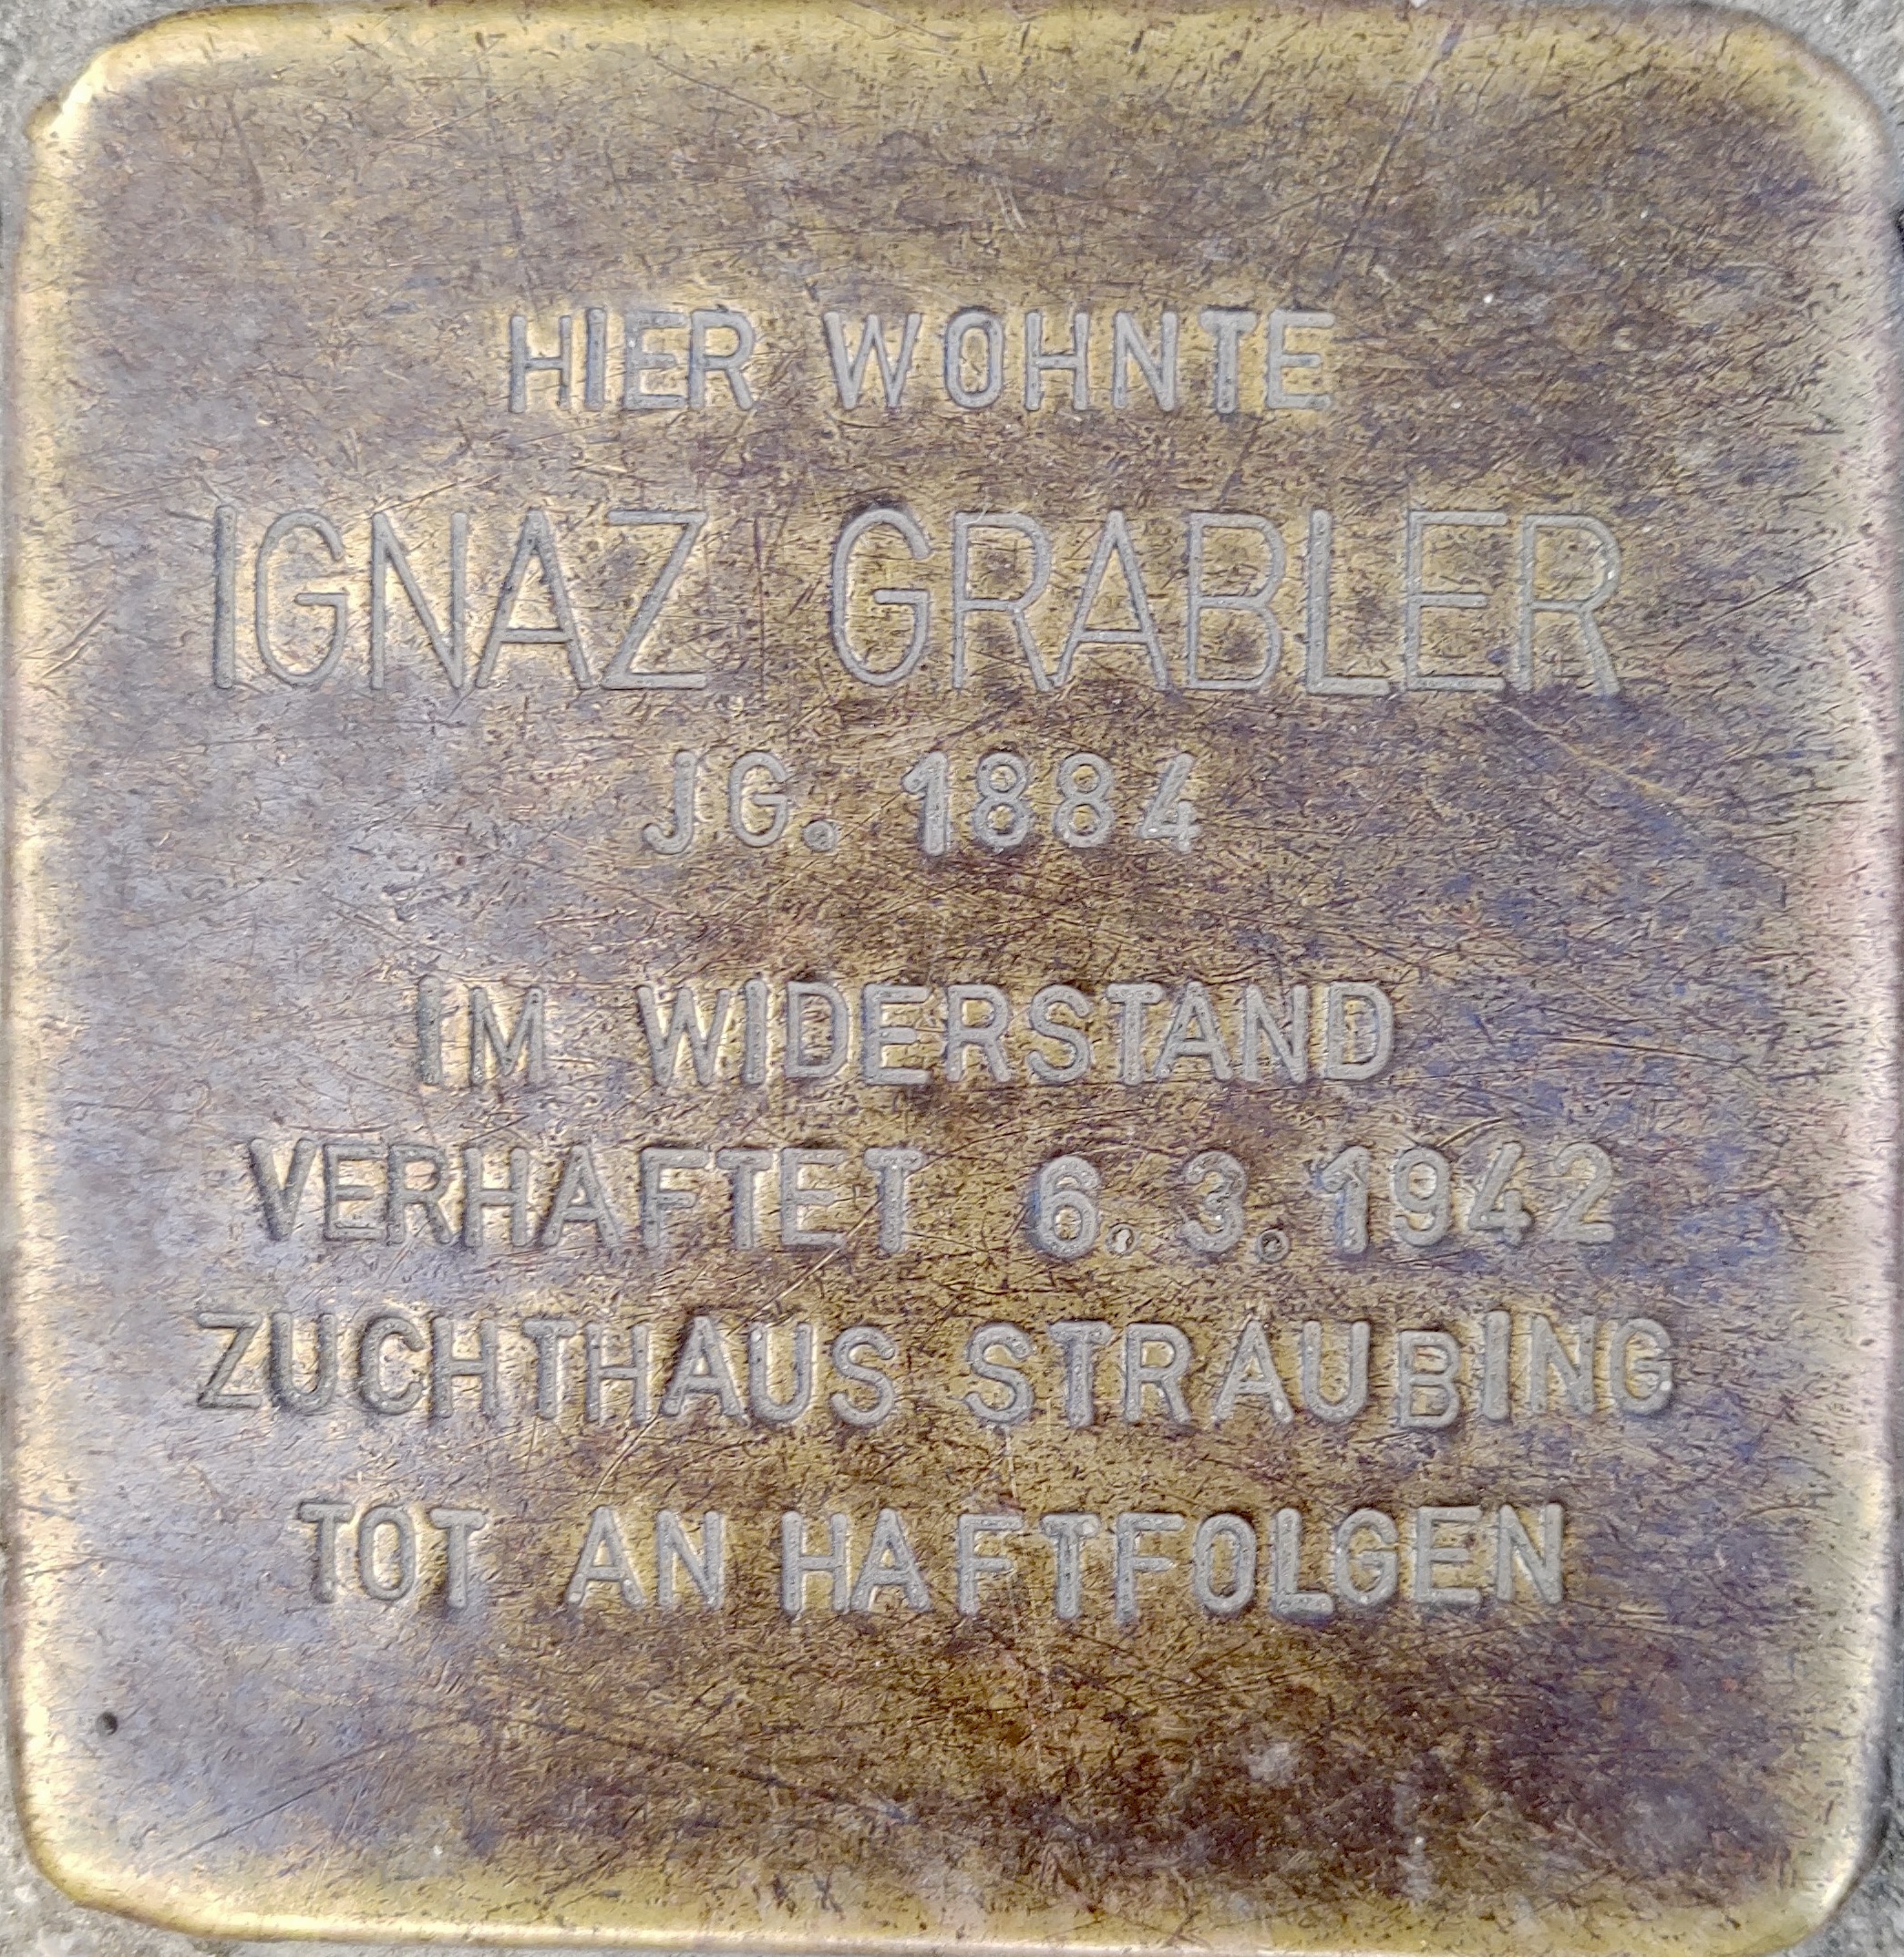 HIER WOHNTE
IGNAZ GRABLER
JG. 1884
IM WIDERSTAND
VERHAFTET 6.3.1942
ZUCHTHAUS STRAUBING
TOT AN HAFTFOLGEN